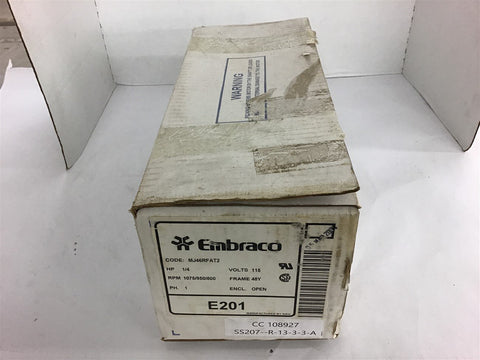 WARNING
Embraco
CODE: MJ46RFAT2
HP 1/4 VOLTS 115
RPM 1075/950/800 FRAME 48Y
PH. 1 ENCL. OPEN
E201
L
CC 108927
SS207--R-13-3-3-A